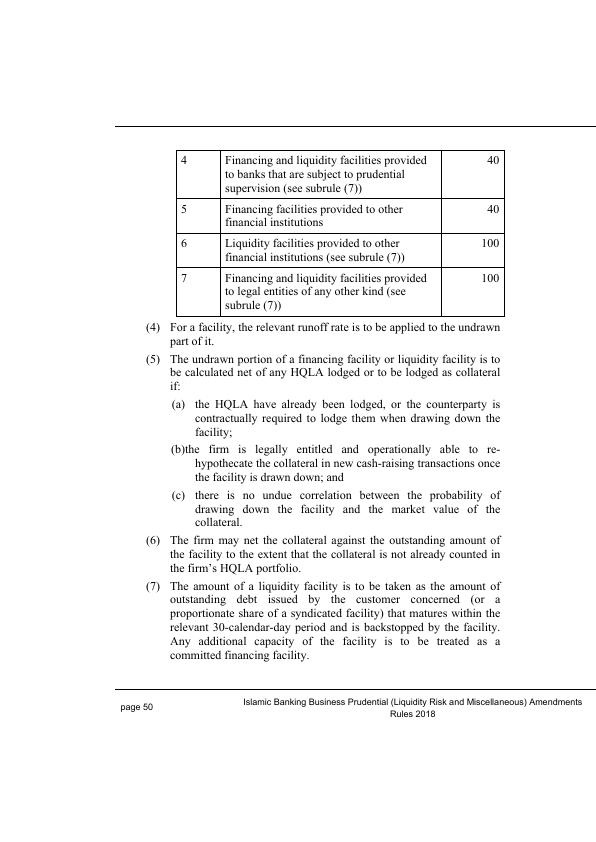 4 Financing and liquidity facilities provided 40
to banks that are subject to prudential
supervision (see subrule (7))
5 Financing facilities provided to other 40
financial institutions
6 Liquidity facilities provided to other 100
financial institutions (see subrule (7))
7 Financing and liquidity facilities provided 100
to legal entities of any other kind (see
subrule (7))
(4) For a facility, the relevant runoff rate is to be applied to the undrawn
part of it.
(5) The undrawn portion of a financing facility or liquidity facility is to
be calculated net of any HQLA lodged or to be lodged as collateral
if:
(a) the HQLA have already been lodged, or the counterparty is
contractually required to lodge them when drawing down the
facility;
(b)the firm is legally entitled and operationally able to re-
hypothecate the collateral in new cash-raising transactions once
the facility is drawn down; and
(c) there is no undue correlation between the probability of
drawing down the facility and the market value of the
collateral.
(6) The firm may net the collateral against the outstanding amount of
the facility to the extent that the collateral is not already counted in
the firm's HQLA portfolio.
(7) The amount of a liquidity facility is to be taken as the amount of
outstanding debt issued by the customer concerned (or a
proportionate share of a syndicated facility) that matures within the
relevant 30-calendar-day period and is backstopped by the facility.
Any additional capacity of the facility is to be treated as a
committed financing facility.
page 50 Islamic Banking Business Prudential (Liquidity Risk and Miscellaneous) Amendments
Rules 2018